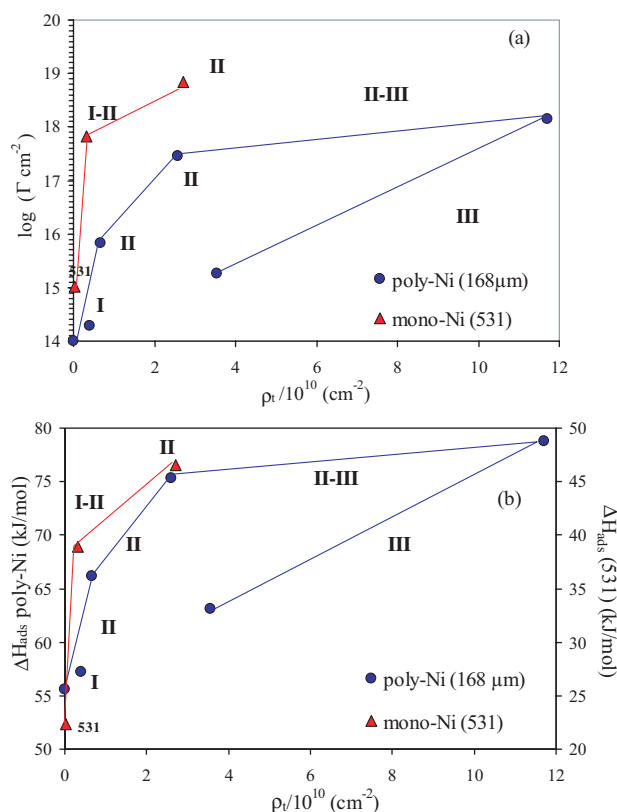 (a)
20
19
18
17
16
15
14
log (Γ cm⁻²)
II
I-II
II-III
II
II
III
531
I
poly-Ni (168µm)
mono-Ni (531)
0 2 4 6 8 10 12
ρt /10¹⁰ (cm⁻²)
80
75
70
65
60
55
50
ΔHads poly-Ni (kJ/mol)
50
45
40
35
30
25
20
ΔHads (531) (kJ/mol)
II
I-II
II-III
(b)
II
III
II
I
531
poly-Ni (168 µm)
mono-Ni (531)
0 2 4 6 8 10 12
ρt /10¹⁰ (cm⁻²)